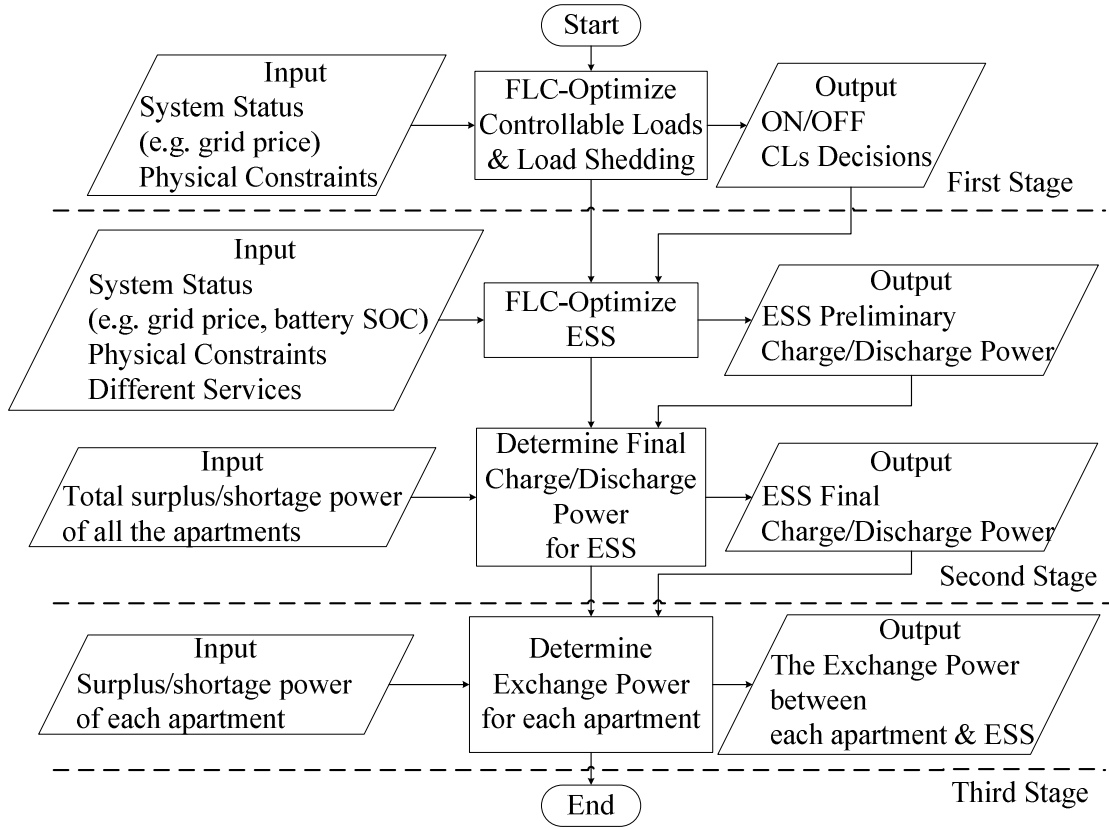 Start
Input
System Status
(e.g. grid price)
Physical Constraints
FLC-Optimize
Controllable Loads
& Load Shedding
Output
ON/OFF
CLs Decisions
First Stage
Input
System Status
(e.g. grid price, battery SOC)
Physical Constraints
Different Services
FLC-Optimize
ESS
Output
ESS Preliminary
Charge/Discharge Power
Input
Total surplus/shortage power
of all the apartments
Determine Final
Charge/Discharge
Power
for ESS
Output
ESS Final
Charge/Discharge Power
Second Stage
Input
Surplus/shortage power
of each apartment
Determine
Exchange Power
for each apartment
Output
The Exchange Power
between
each apartment & ESS
Third Stage
End